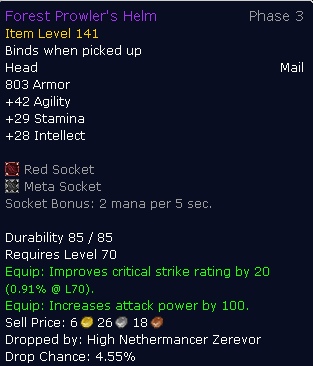 Forest Prowler's Helm Phase 3
Item Level 141
Binds when picked up
Head Mail
803 Armor
+42 Agility
+29 Stamina
+28 Intellect
Red Socket
Meta Socket
Socket Bonus: 2 mana per 5 sec.
Durability 85 / 85
Requires Level 70
Equip: Improves critical strike rating by 20
(0.91% @ L70).
Equip: Increases attack power by 100.
Sell Price: 6 26 18
Dropped by: High Nethermancer Zerevor
Drop Chance: 4.55%